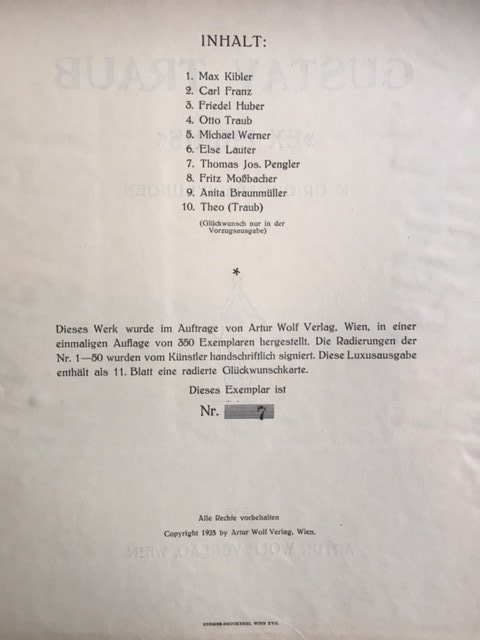 INHALT:
1. Max Kibler
2. Carl Franz
3. Friedel Huber
4. Otto Traub
5. Michael Werner
6. Else Lauter
7. Thomas Jos. Pengler
8. Fritz Moßbacher
9. Anita Braunmüller
10. Theo (Traub)
(Glückwunsch nur in der
Vorzugsausgabe)
*
Dieses Werk wurde im Auftrage von Artur Wolf Verlag, Wien, in einer
einmaligen Auflage von 350 Exemplaren hergestellt. Die Radierungen der
Nr. 1—50 wurden vom Künstler handschriftlich signiert. Diese Luxusausgabe
enthält als 11. Blatt eine radierte Glückwunschkarte.
Dieses Exemplar ist
Nr. 7
Alle Rechte vorbehalten
Copyright 1923 by Artur Wolf Verlag, Wien.